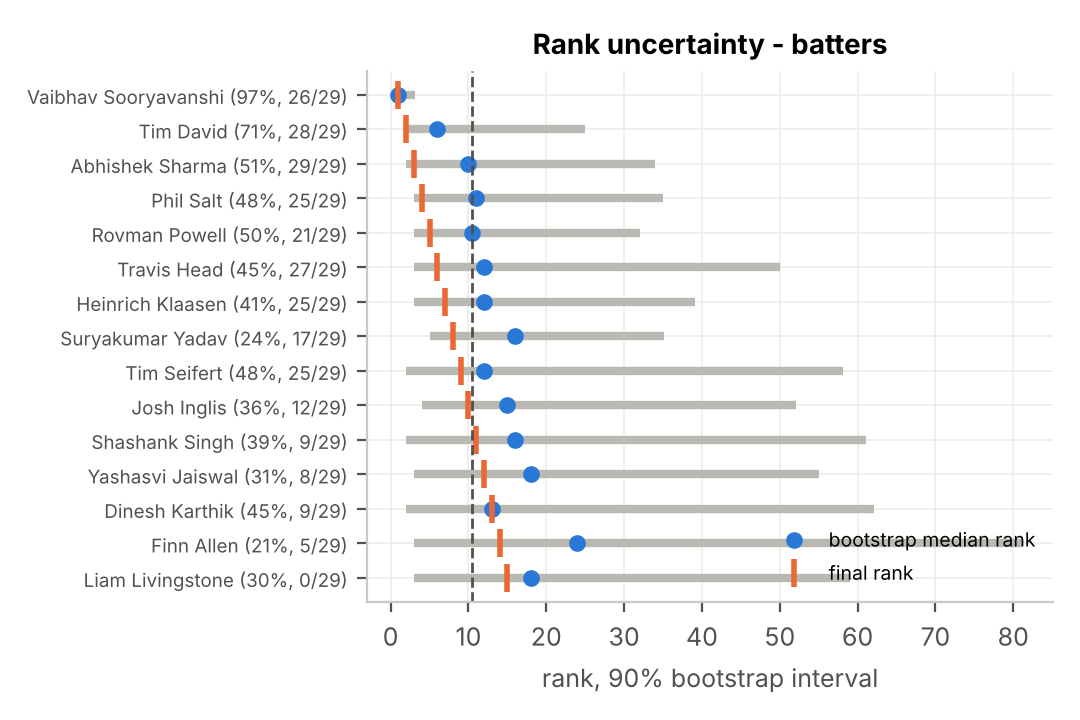 Rank uncertainty - batters
Vaibhav Sooryavanshi (97%, 26/29)
Tim David (71%, 28/29)
Abhishek Sharma (51%, 29/29)
Phil Salt (48%, 25/29)
Rovman Powell (50%, 21/29)
Travis Head (45%, 27/29)
Heinrich Klaasen (41%, 25/29)
Suryakumar Yadav (24%, 17/29)
Tim Seifert (48%, 25/29)
Josh Inglis (36%, 12/29)
Shashank Singh (39%, 9/29)
Yashasvi Jaiswal (31%, 8/29)
Dinesh Karthik (45%, 9/29)
Finn Allen (21%, 5/29)
Liam Livingstone (30%, 0/29)
bootstrap median rank
final rank
0 10 20 30 40 50 60 70 80
rank, 90% bootstrap interval